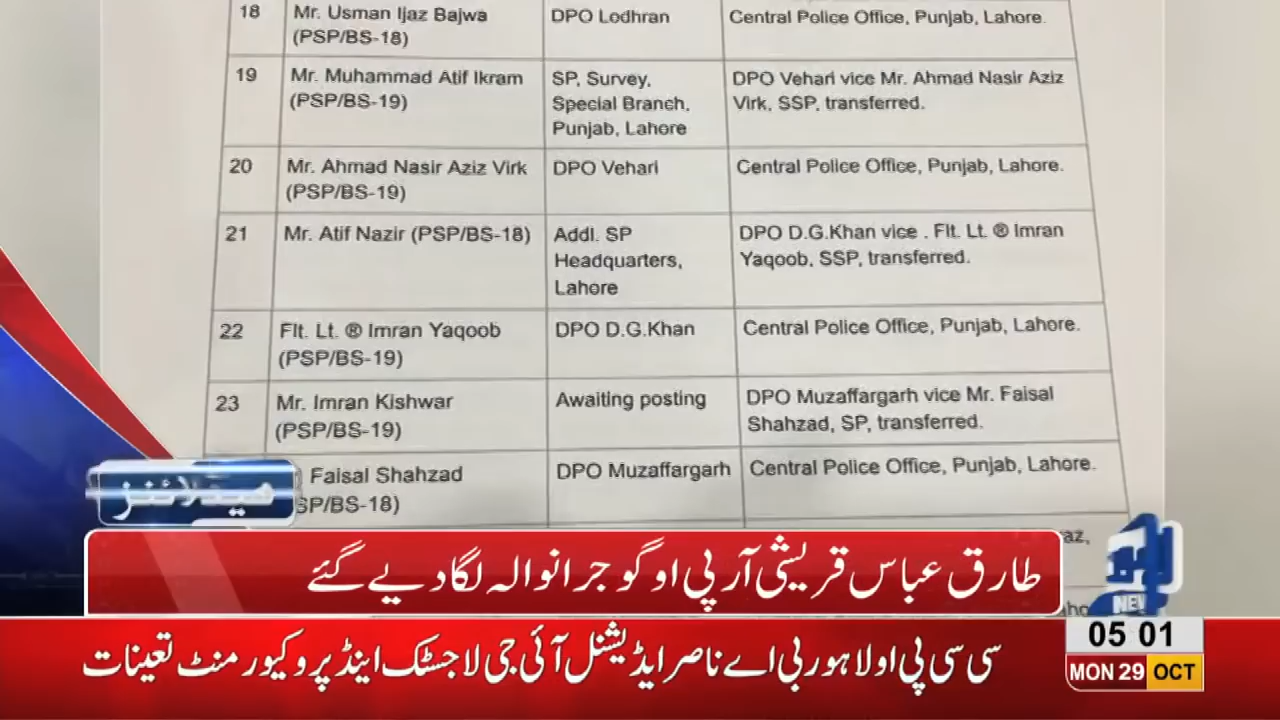 18 Mr. Usman Ijaz Bajwa DPO Lodhran Central Police Office, Punjab, Lahore.
(PSP/BS-18)
19 Mr. Muhammad Atif Ikram SP, Survey, DPO Vehari vice Mr. Ahmad Nasir Aziz
(PSP/BS-19) Special Branch, Virk, SSP, transferred.
Punjab, Lahore
20 Mr. Ahmad Nasir Aziz Virk DPO Vehari Central Police Office, Punjab, Lahore.
(PSP/BS-19)
21 Mr. Atif Nazir (PSP/BS-18) Addl. SP DPO D.G.Khan vice . Flt. Lt. ® Imran
Headquarters, Yaqoob, SSP, transferred.
Lahore
22 Flt. Lt. ® Imran Yaqoob DPO D.G.Khan Central Police Office, Punjab, Lahore.
(PSP/BS-19)
23 Mr. Imran Kishwar Awaiting posting DPO Muzaffargarh vice Mr. Faisal
(PSP/BS-19) Shahzad, SP, transferred.
Faisal Shahzad DPO Muzaffargarh Central Police Office, Punjab, Lahore.
SP/BS-18)
ہیڈلائنز
طارق عباس قریشی آر پی او گوجرانوالہ لگا دیے گئے
NEW
سی سی پی او لاہور بی اے ناصر ایڈیشنل آئی جی لاجسٹک اینڈ پروکیورمنٹ تعینات
05 01
MON 29 OCT